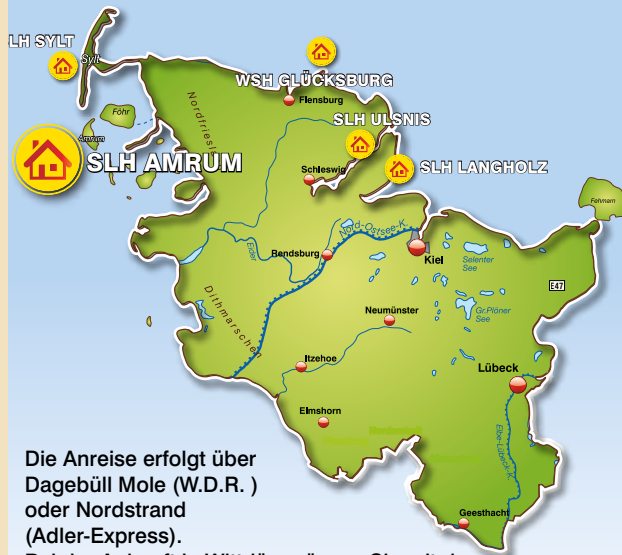 LH SYLT
Sylt
WSH GLÜCKSBURG
Flensburg
Föhr
Nordfriesl
SLH ULSNIS
Amrum
SLH AMRUM
Schleswig
SLH LANGHOLZ
Fehmarn
Nord-Ostsee-K.
Eider
Rendsburg
Kiel
Selenter
See
E47
Dithmarschen
Neumünster
Gr.Plöner
See
Itzehoe
Lübeck
Elmshorn
Elbe-Lübeck-K.
Geesthacht
Die Anreise erfolgt über
Dagebüll Mole (W.D.R. )
oder Nordstrand
(Adler-Express).